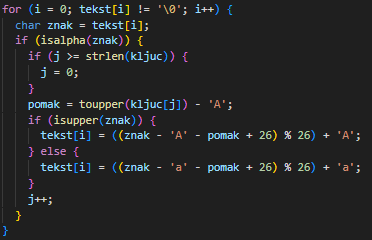 for (i = 0; tekst[i] != '\0'; i++) {
  char znak = tekst[i];
  if (isalpha(znak)) {
    if (j >= strlen(kljuc)) {
      j = 0;
    }
    pomak = toupper(kljuc[j]) - 'A';
    if (isupper(znak)) {
      tekst[i] = ((znak - 'A' - pomak + 26) % 26) + 'A';
    } else {
      tekst[i] = ((znak - 'a' - pomak + 26) % 26) + 'a';
    }
    j++;
  }
}